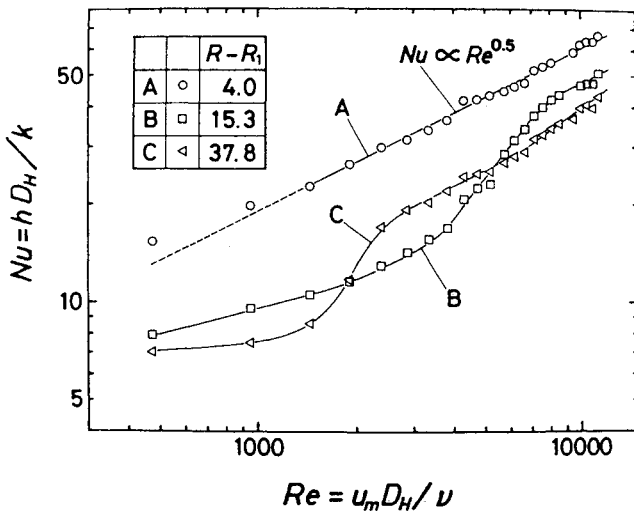 R-R₁
A ○ 4.0
B □ 15.3
C ◁ 37.8
Nu ∝ Re^0.5
A
C
B
50
10
5
Nu = h D_H / k
1000
10000
Re = u_m D_H / ν